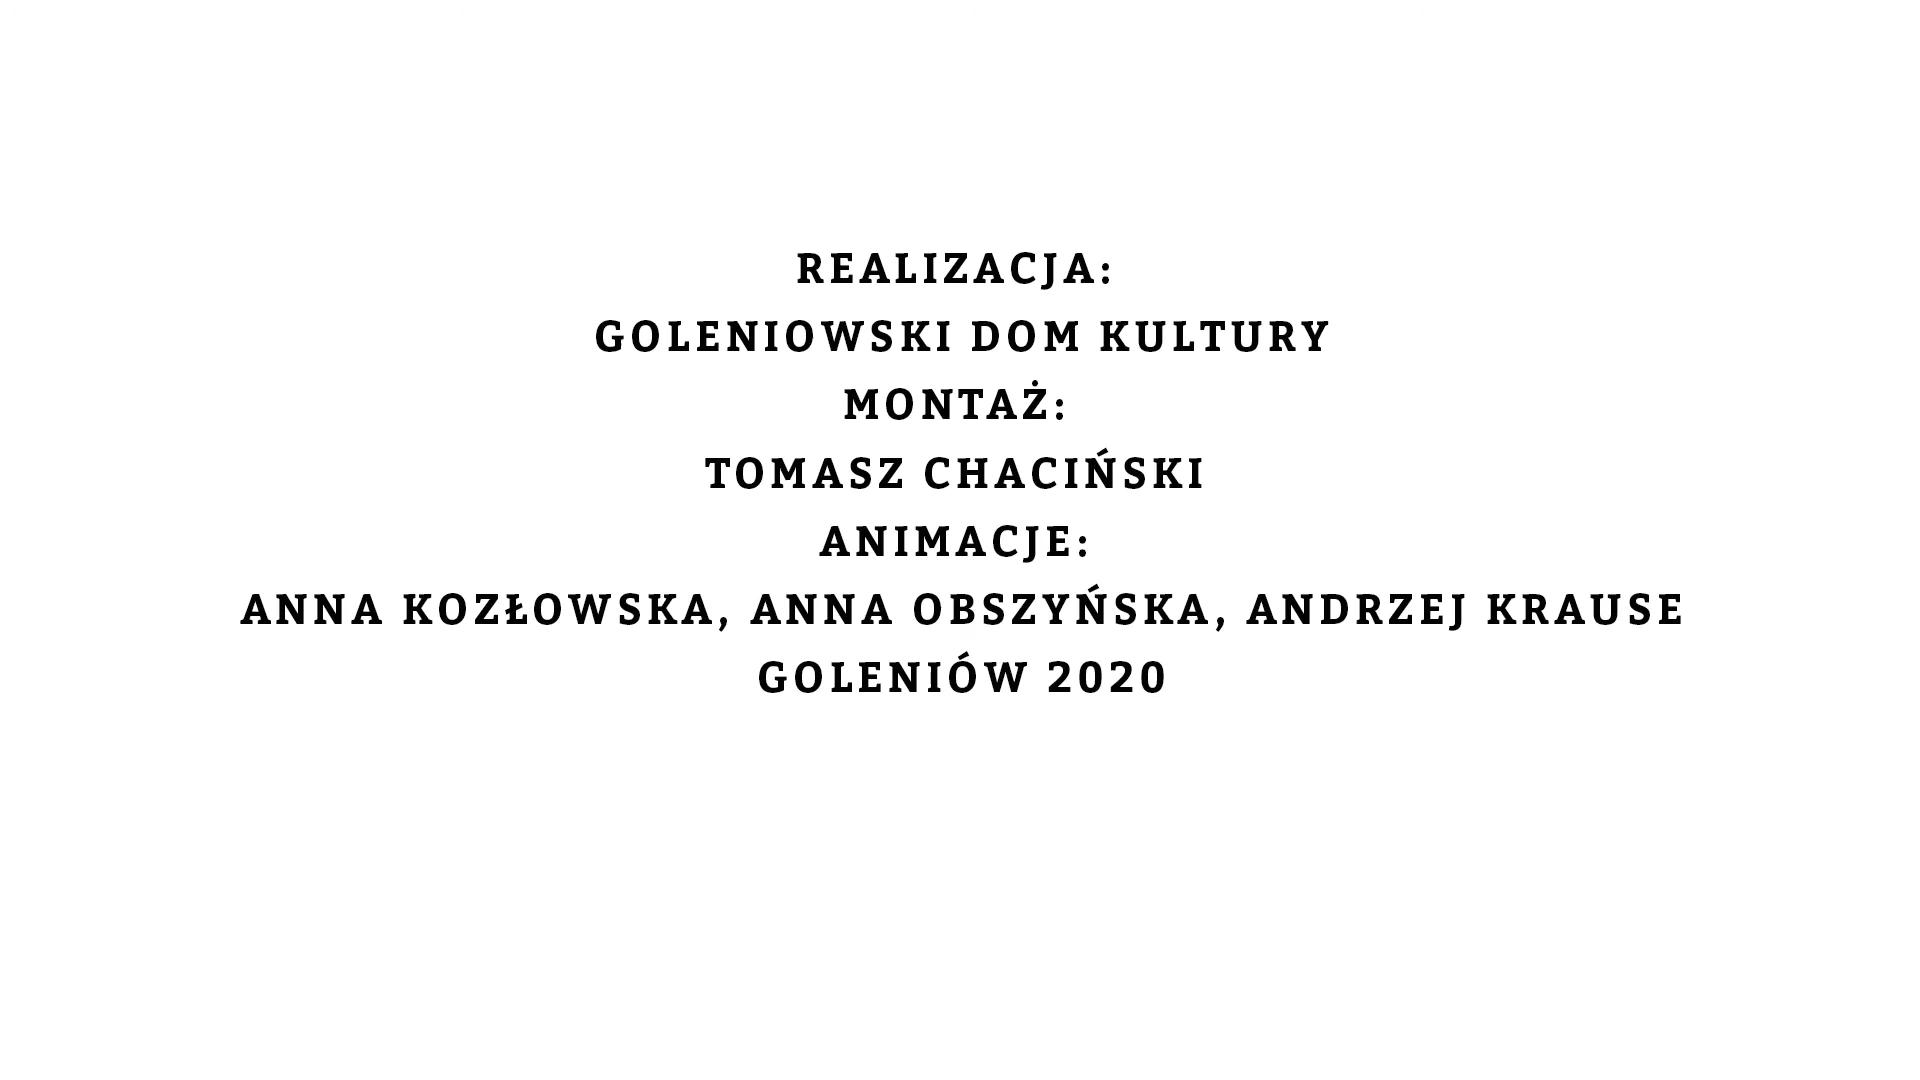 REALIZACJA:
GOLENIOWSKI DOM KULTURY
MONTAŻ:
TOMASZ CHACIŃSKI
ANIMACJE:
ANNA KOZŁOWSKA, ANNA OBSZYŃSKA, ANDRZEJ KRAUSE
GOLENIÓW 2020